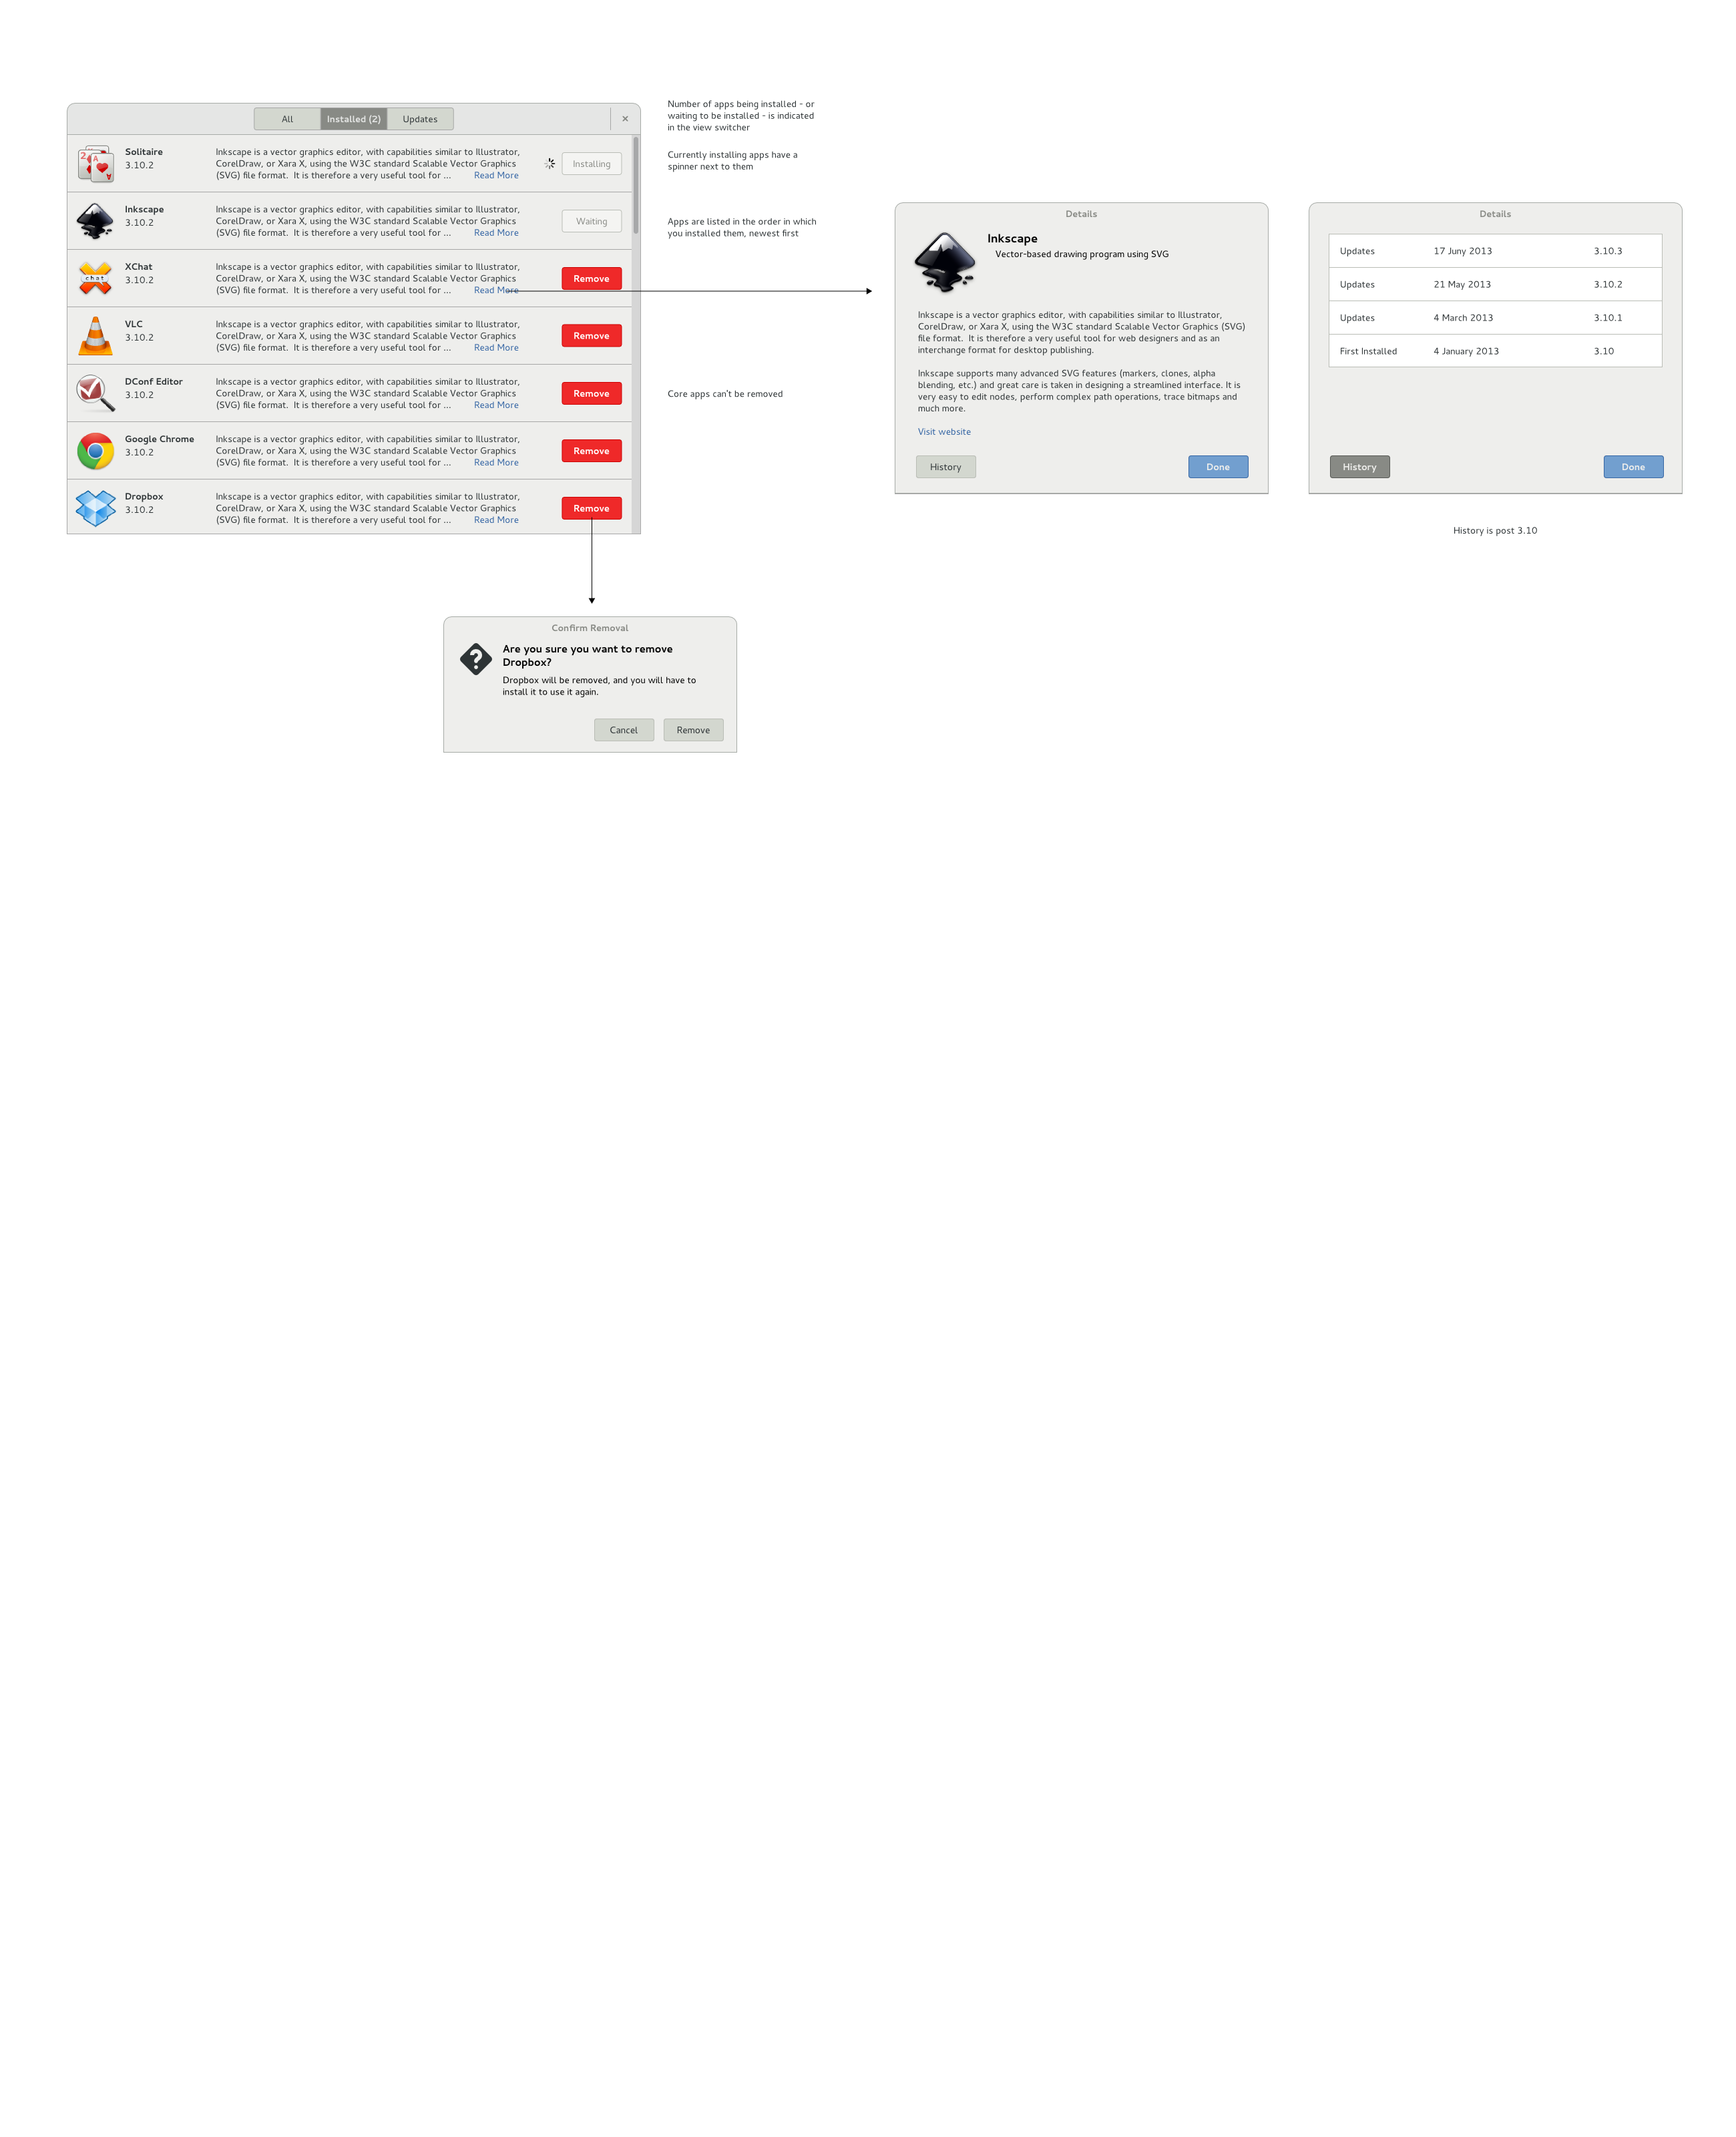 All
Installed (2)
Updates
×
Solitaire
3.10.2
Inkscape is a vector graphics editor, with capabilities similar to Illustrator,
CorelDraw, or Xara X, using the W3C standard Scalable Vector Graphics
(SVG) file format.  It is therefore a very useful tool for ...
Read More
Installing
Inkscape
3.10.2
Inkscape is a vector graphics editor, with capabilities similar to Illustrator,
CorelDraw, or Xara X, using the W3C standard Scalable Vector Graphics
(SVG) file format.  It is therefore a very useful tool for ...
Read More
Waiting
XChat
3.10.2
chat
Inkscape is a vector graphics editor, with capabilities similar to Illustrator,
CorelDraw, or Xara X, using the W3C standard Scalable Vector Graphics
(SVG) file format.  It is therefore a very useful tool for ...
Read More
Remove
VLC
3.10.2
Inkscape is a vector graphics editor, with capabilities similar to Illustrator,
CorelDraw, or Xara X, using the W3C standard Scalable Vector Graphics
(SVG) file format.  It is therefore a very useful tool for ...
Read More
Remove
DConf Editor
3.10.2
Inkscape is a vector graphics editor, with capabilities similar to Illustrator,
CorelDraw, or Xara X, using the W3C standard Scalable Vector Graphics
(SVG) file format.  It is therefore a very useful tool for ...
Read More
Remove
Google Chrome
3.10.2
Inkscape is a vector graphics editor, with capabilities similar to Illustrator,
CorelDraw, or Xara X, using the W3C standard Scalable Vector Graphics
(SVG) file format.  It is therefore a very useful tool for ...
Read More
Remove
Dropbox
3.10.2
Inkscape is a vector graphics editor, with capabilities similar to Illustrator,
CorelDraw, or Xara X, using the W3C standard Scalable Vector Graphics
(SVG) file format.  It is therefore a very useful tool for ...
Read More
Remove
Number of apps being installed - or
waiting to be installed - is indicated
in the view switcher
Currently installing apps have a
spinner next to them
Apps are listed in the order in which
you installed them, newest first
Core apps can't be removed
Details
Inkscape
Vector-based drawing program using SVG
Inkscape is a vector graphics editor, with capabilities similar to Illustrator,
CorelDraw, or Xara X, using the W3C standard Scalable Vector Graphics (SVG)
file format.  It is therefore a very useful tool for web designers and as an
interchange format for desktop publishing.
Inkscape supports many advanced SVG features (markers, clones, alpha
blending, etc.) and great care is taken in designing a streamlined interface. It is
very easy to edit nodes, perform complex path operations, trace bitmaps and
much more.
Visit website
History
Done
Details
Updates 17 Juny 2013 3.10.3
Updates 21 May 2013 3.10.2
Updates 4 March 2013 3.10.1
First Installed 4 January 2013 3.10
History
Done
History is post 3.10
Confirm Removal
Are you sure you want to remove
Dropbox?
Dropbox will be removed, and you will have to
install it to use it again.
Cancel
Remove